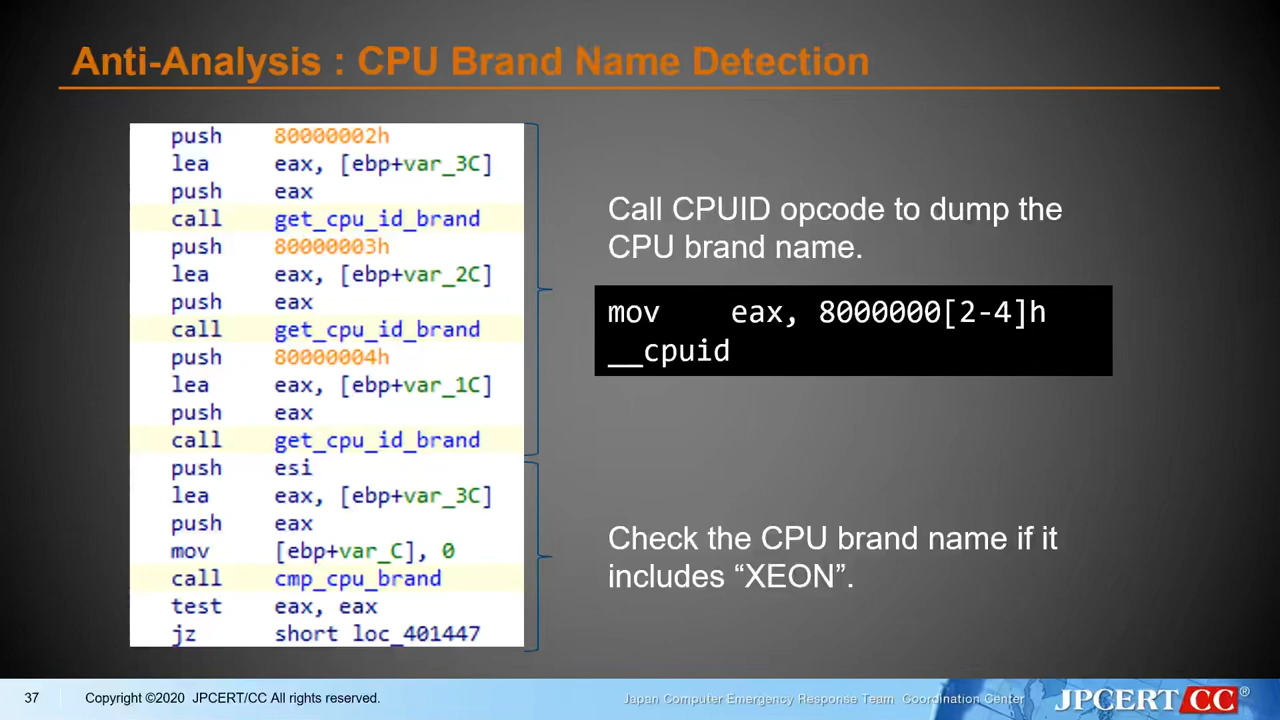 Anti-Analysis : CPU Brand Name Detection
push 80000002h
lea eax, [ebp+var_3C]
push eax
call get_cpu_id_brand
push 80000003h
lea eax, [ebp+var_2C]
push eax
call get_cpu_id_brand
push 80000004h
lea eax, [ebp+var_1C]
push eax
call get_cpu_id_brand
push esi
lea eax, [ebp+var_3C]
push eax
mov [ebp+var_C], 0
call cmp_cpu_brand
test eax, eax
jz short loc_401447
Call CPUID opcode to dump the
CPU brand name.
mov eax, 8000000[2-4]h
__cpuid
Check the CPU brand name if it
includes “XEON”.
37
Copyright ©2020 JPCERT/CC All rights reserved.
Japan Computer Emergency Response Team Coordination Center
JPCERT CC®